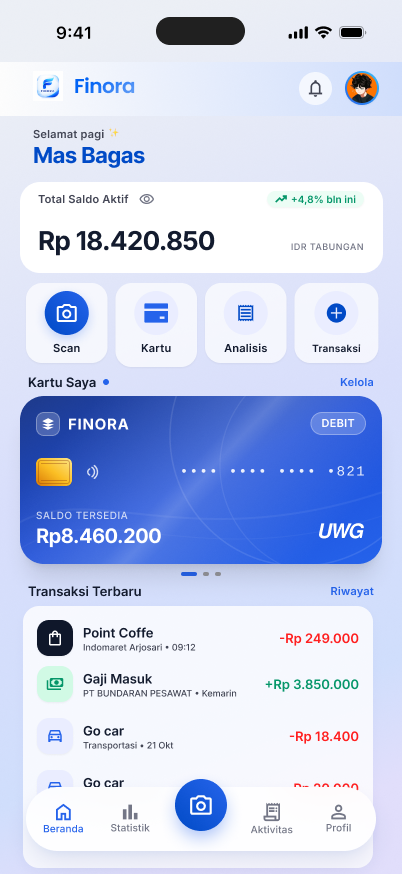 9:41
Finora
Selamat pagi ✨
Mas Bagas
Total Saldo Aktif
+4,8% bln ini
Rp 18.420.850
IDR TABUNGAN
Scan
Kartu
Analisis
Transaksi
Kartu Saya
Kelola
FINORA
DEBIT
•••• •••• •••• •821
SALDO TERSEDIA
Rp8.460.200
UWG
Transaksi Terbaru
Riwayat
Point Coffe
Indomaret Arjosari • 09:12
-Rp 249.000
Gaji Masuk
PT BUNDARAN PESAWAT • Kemarin
+Rp 3.850.000
Go car
Transportasi • 21 Okt
-Rp 18.400
Go car
Beranda
Statistik
Aktivitas
Profil